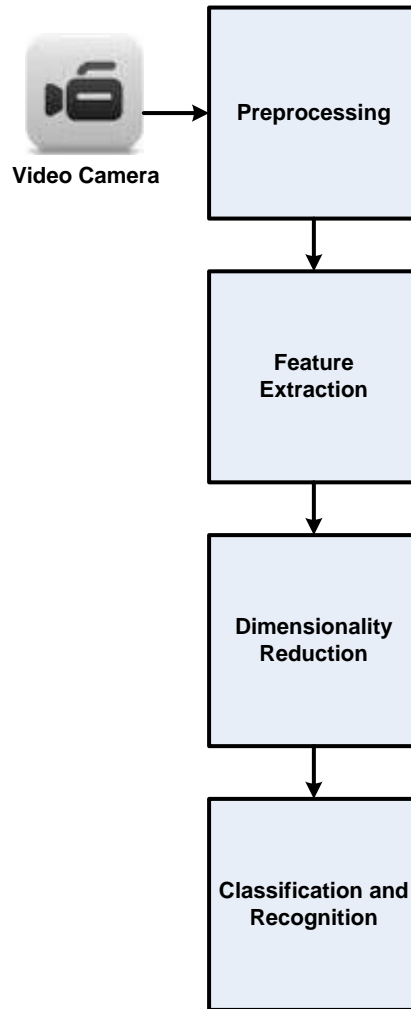 Video Camera
Preprocessing
Feature
Extraction
Dimensionality
Reduction
Classification and
Recognition